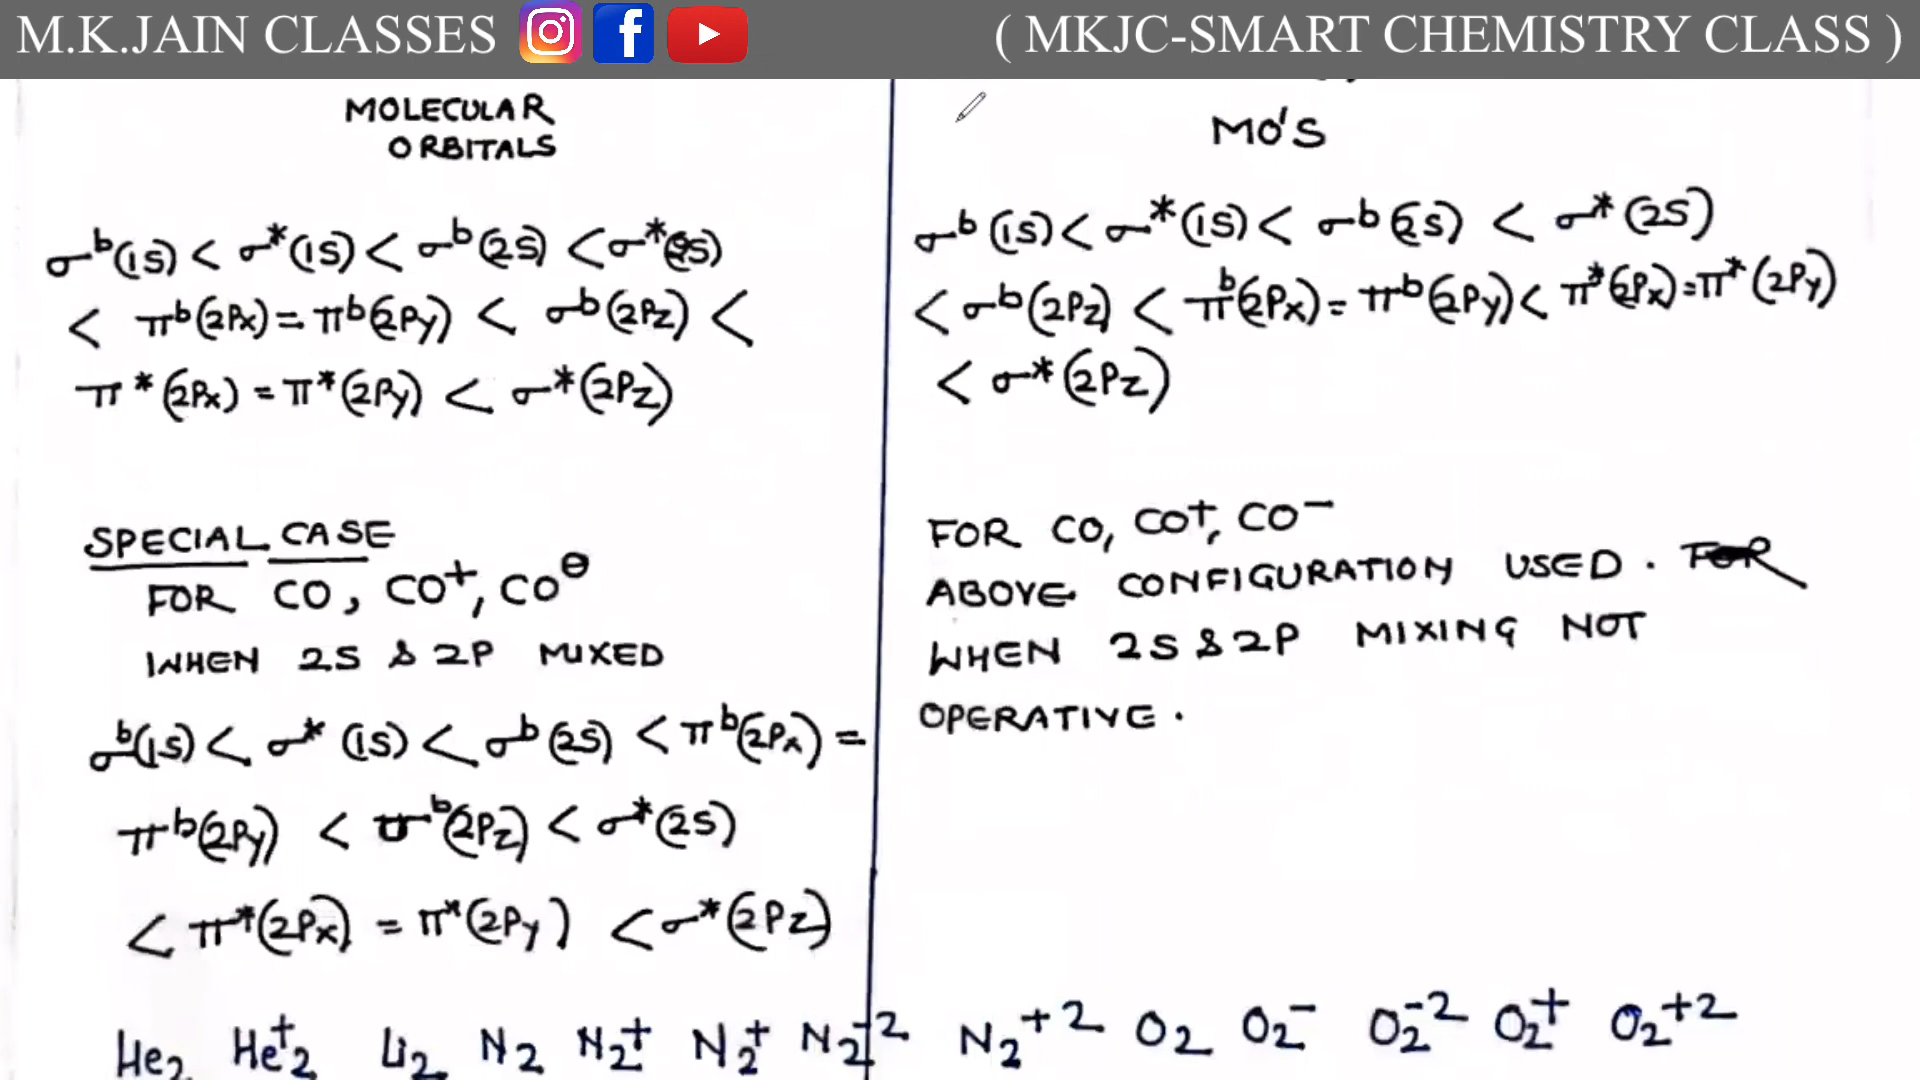 M.K.JAIN CLASSES
( MKJC-SMART CHEMISTRY CLASS )
MOLECULAR
ORBITALS
σᵇ(1S) < σ*(1S) < σᵇ(2S) < σ*(2S)
< πᵇ(2Px) = πᵇ(2Py) < σᵇ(2Pz) <
π*(2Px) = π*(2Py) < σ*(2Pz)
SPECIAL CASE
FOR CO, CO⁺, CO⊖
WHEN 2S & 2P MIXED
σᵇ(1S) < σ*(1S) < σᵇ(2S) < πᵇ(2Px) =
πᵇ(2Py) < σᵇ(2Pz) < σ*(2S)
< π*(2Px) = π*(2Py) < σ*(2Pz)
MO'S
σᵇ(1S) < σ*(1S) < σᵇ(2S) < σ*(2S)
< σᵇ(2Pz) < πᵇ(2Px) = πᵇ(2Py) < π*(2Px) = π*(2Py)
< σ*(2Pz)
FOR CO, CO⁺, CO⁻
ABOVE CONFIGURATION USED.
WHEN 2S & 2P MIXING NOT
OPERATIVE.
He₂ He₂⁺ Li₂ N₂ N₂⁺ N₂⁺ N₂⁻² N₂⁺² O₂ O₂⁻ O₂⁻² O₂⁺ O₂⁺²